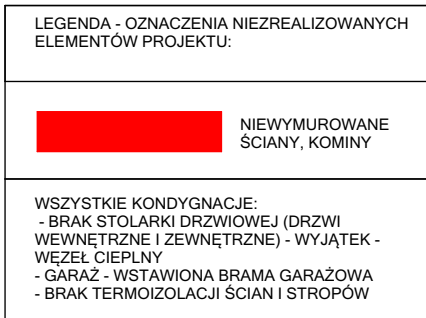 LEGENDA - OZNACZENIA NIEZREALIZOWANYCH
ELEMENTÓW PROJEKTU:
NIEWYMUROWANE
ŚCIANY, KOMINY
WSZYSTKIE KONDYGNACJE:
- BRAK STOLARKI DRZWIOWEJ (DRZWI
WEWNĘTRZNE I ZEWNĘTRZNE) - WYJĄTEK -
WĘZEŁ CIEPLNY
- GARAŻ - WSTAWIONA BRAMA GARAŻOWA
- BRAK TERMOIZOLACJI ŚCIAN I STROPÓW